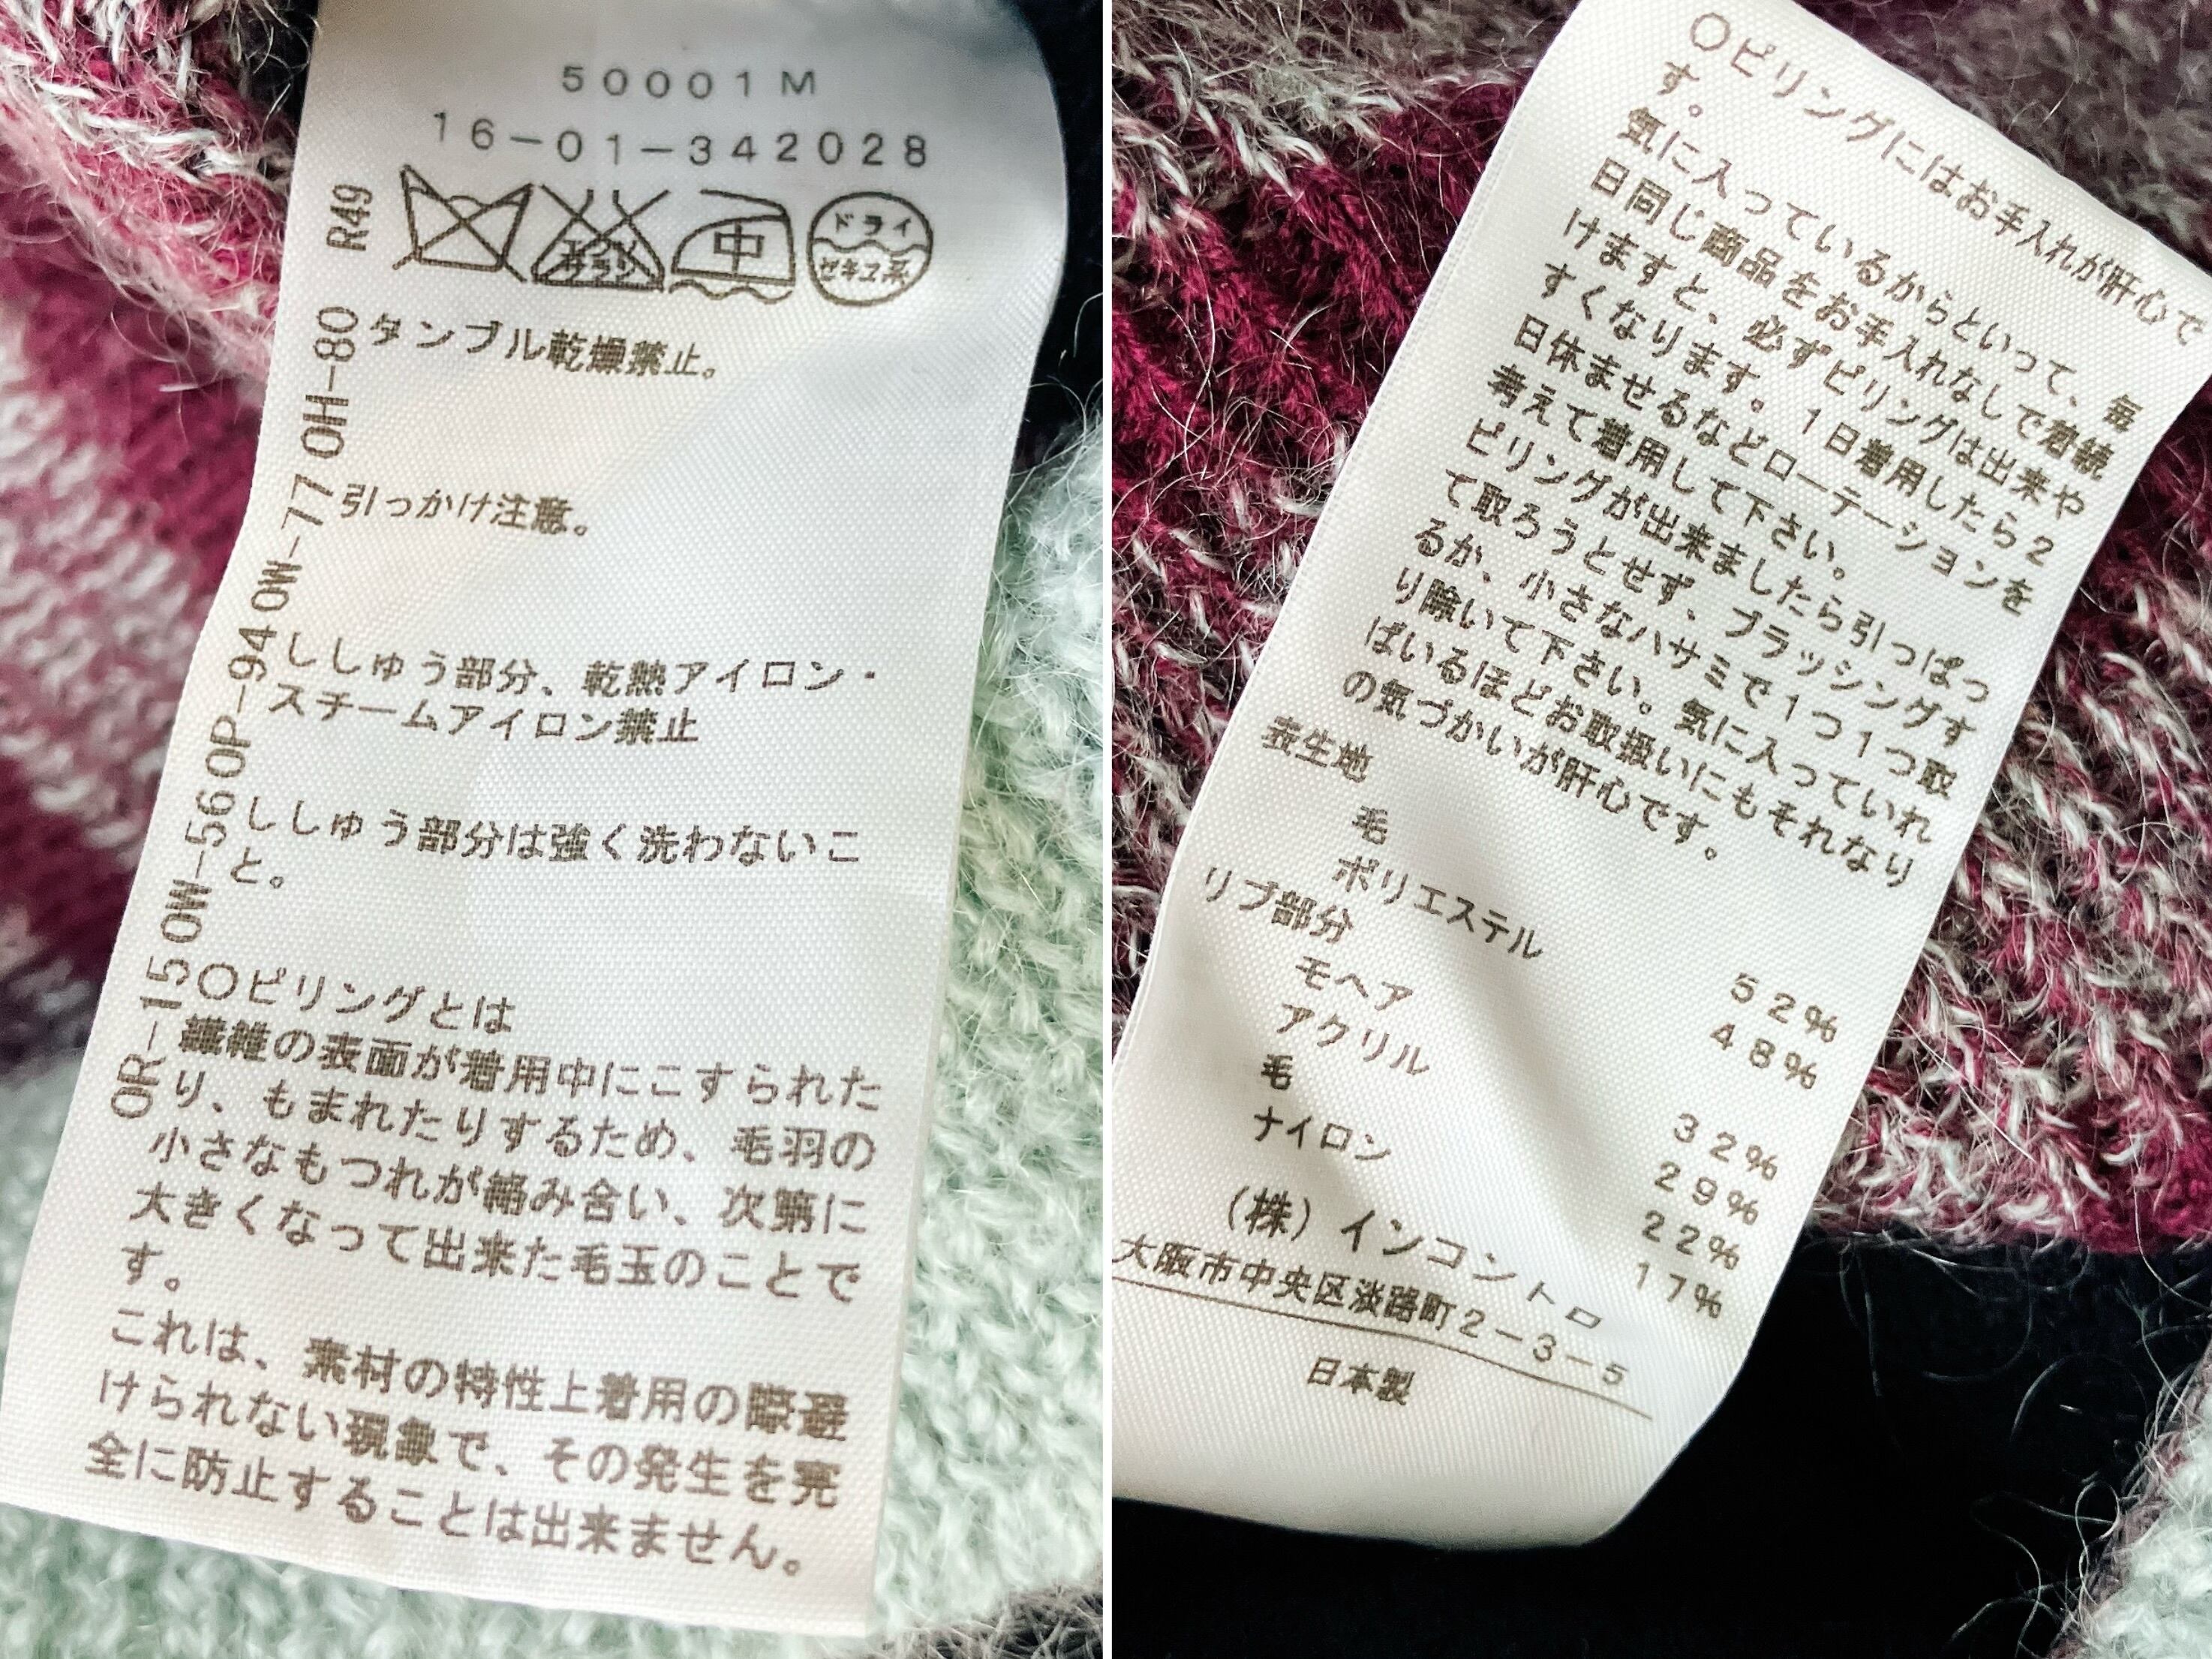 50001M
16-01-342028
R49
エンソ
サラシ
中
ドライ
セキユ系
タンブル乾燥禁止。
引っかけ注意。
ししゅう部分、乾熱アイロン・
スチームアイロン禁止
ししゅう部分は強く洗わないこ
と。
0R-15 0W-56 0P-94 0W-77 0H-80
〇ピリングとは
繊維の表面が着用中にこすられた
り、もまれたりするため、毛羽の
小さなもつれが絡み合い、次第に
大きくなって出来た毛玉のことで
す。
これは、素材の特性上着用の際避
けられない現象で、その発生を完
全に防止することは出来ません。
〇ピリングにはお手入れが肝心で
す。
気に入っているからといって、毎
日同じ商品をお手入れなしで着続
けますと、必ずピリングは出来や
すくなります。1日着用したら2
日休ませるなどローテーションを
考えて着用して下さい。
ピリングが出来ましたら引っぱっ
て取ろうとせず、ブラッシングす
るか、小さなハサミで1つ1つ取
り除いて下さい。気に入っていれ
ばいるほどお取扱いにもそれなり
の気づかいが肝心です。
表生地
毛 52%
ポリエステル 48%
リブ部分
モヘア 32%
アクリル 29%
毛 22%
ナイロン 17%
(株)インコントロ
大阪市中央区淡路町2-3-5
日本製